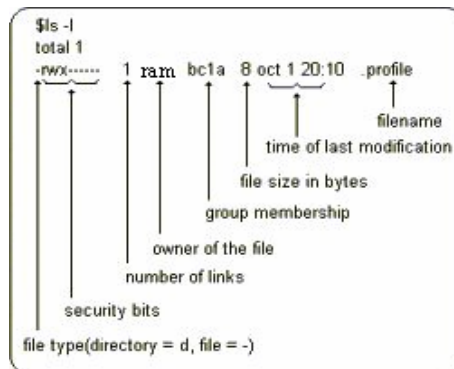 $ls -l
total 1
-rwx------ 1 ram bc1a 8 oct 1 20:10 .profile
filename
time of last modification
file size in bytes
group membership
owner of the file
number of links
security bits
file type(directory = d, file = -)